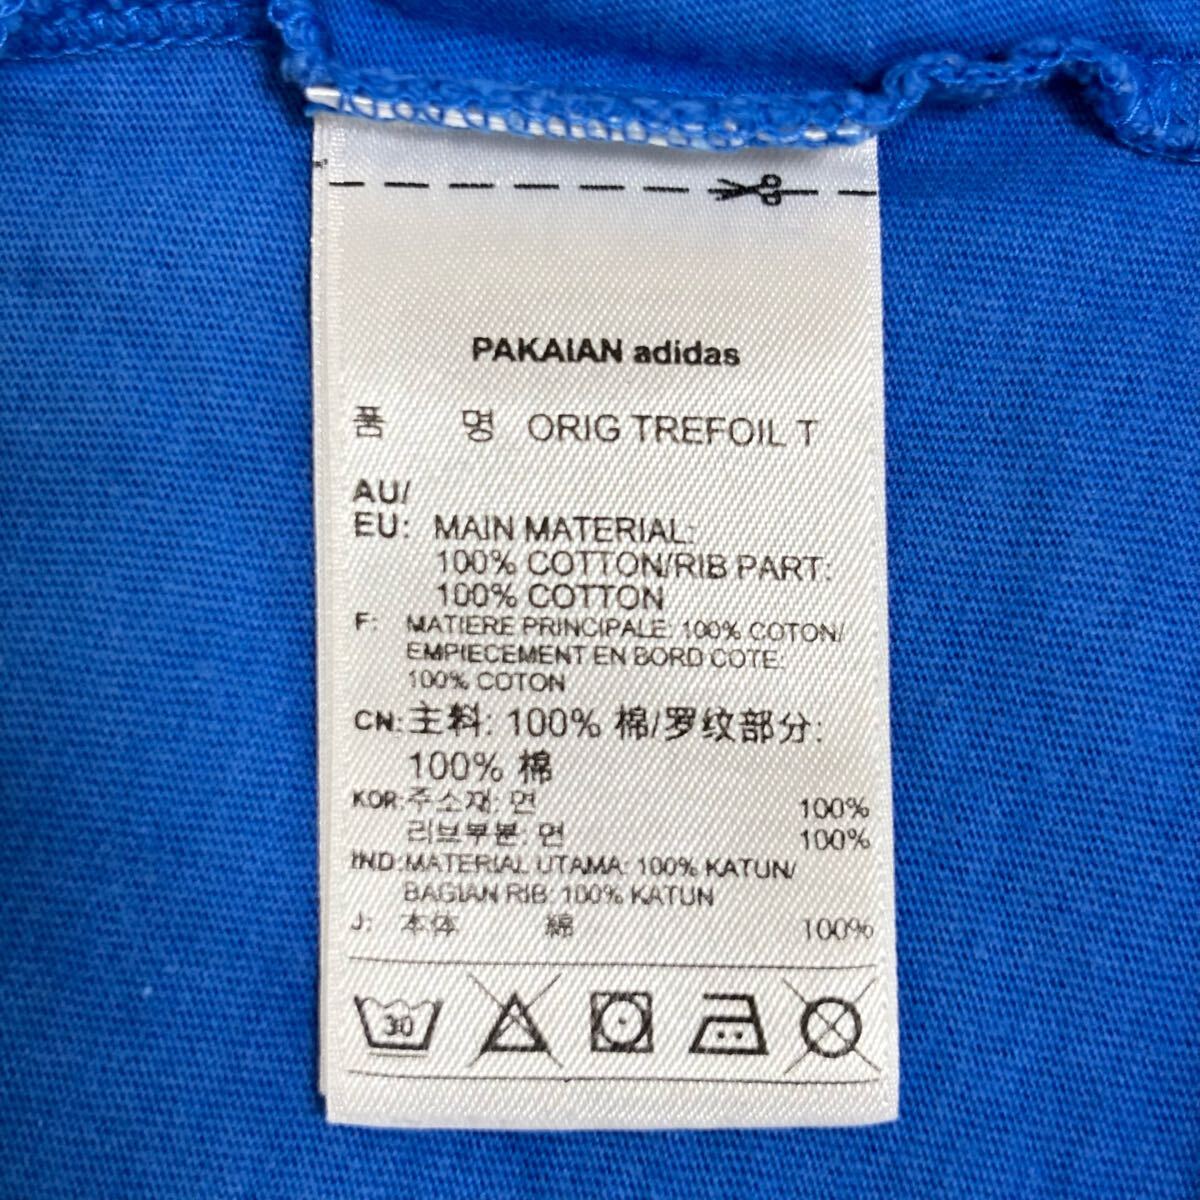 PAKAIAN adidas
품 명 ORIG TREFOIL T
AU/
EU: MAIN MATERIAL:
100% COTTON/RIB PART:
100% COTTON
F: MATIERE PRINCIPALE: 100% COTON/
EMPIECEMENT EN BORD COTE:
100% COTON
CN: 主料: 100% 棉/罗纹部分:
100% 棉
KOR: 주소재: 면 100%
리브부분: 면 100%
IND: MATERIAL UTAMA: 100% KATUN/
BAGIAN RIB: 100% KATUN
J: 本体 綿 100%
30